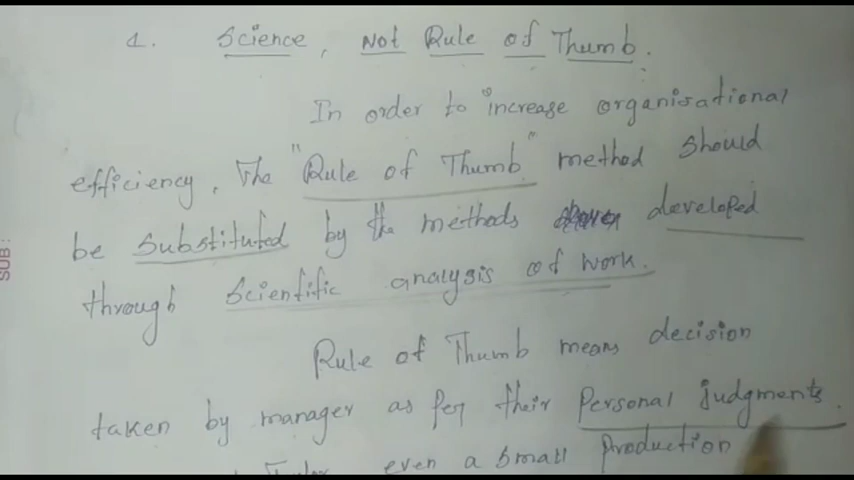 SUB:
1. Science, Not Rule of Thumb.
In order to increase organisational
efficiency, The "Rule of Thumb" method should
be substituted by the methods developed
through Scientific analysis of work.
Rule of Thumb means decision
taken by manager as per their Personal judgments.
even a small production